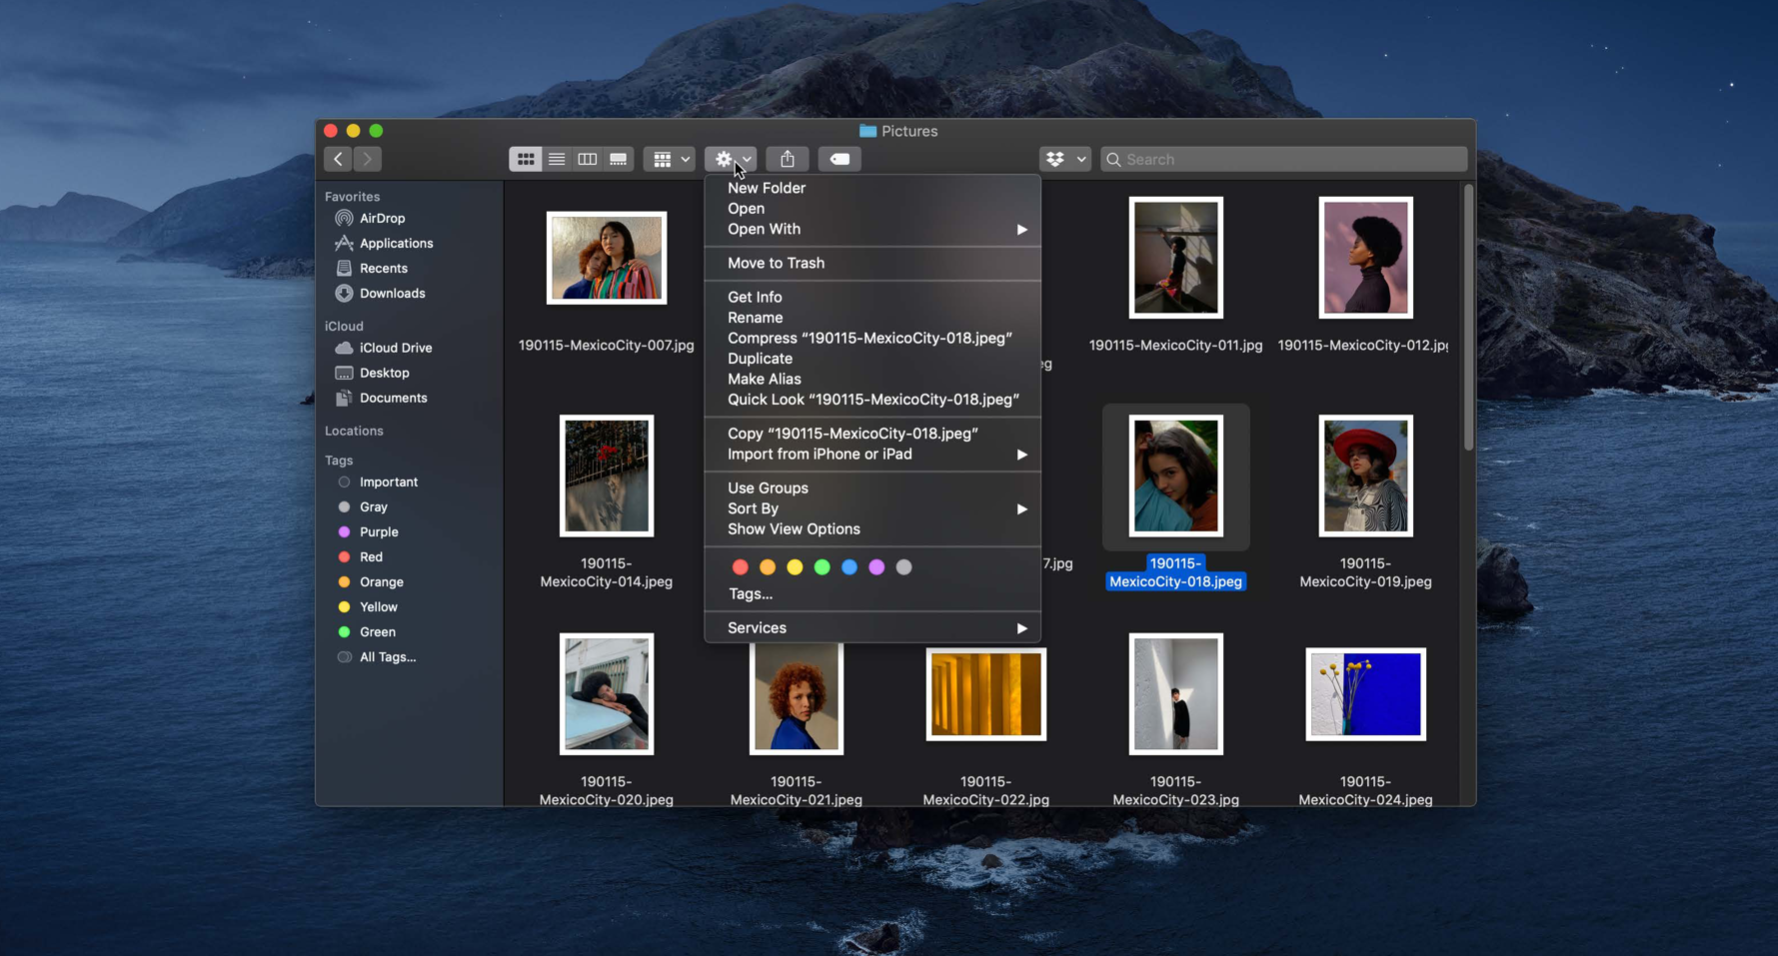 Pictures
Search
Favorites
AirDrop
Applications
Recents
Downloads
iCloud
iCloud Drive
Desktop
Documents
Locations
Tags
Important
Gray
Purple
Red
Orange
Yellow
Green
All Tags...
New Folder
Open
Open With
Move to Trash
Get Info
Rename
Compress “190115-MexicoCity-018.jpeg”
Duplicate
Make Alias
Quick Look “190115-MexicoCity-018.jpeg”
Copy “190115-MexicoCity-018.jpeg”
Import from iPhone or iPad
Use Groups
Sort By
Show View Options
Tags...
Services
190115-MexicoCity-007.jpg
190115-MexicoCity-011.jpg
190115-MexicoCity-012.jpg
190115-
MexicoCity-014.jpeg
7.jpg
190115-
MexicoCity-018.jpeg
190115-
MexicoCity-019.jpeg
190115-
MexicoCity-020.jpeg
190115-
MexicoCity-021.jpeg
190115-
MexicoCity-022.jpg
190115-
MexicoCity-023.jpg
190115-
MexicoCity-024.jpeg